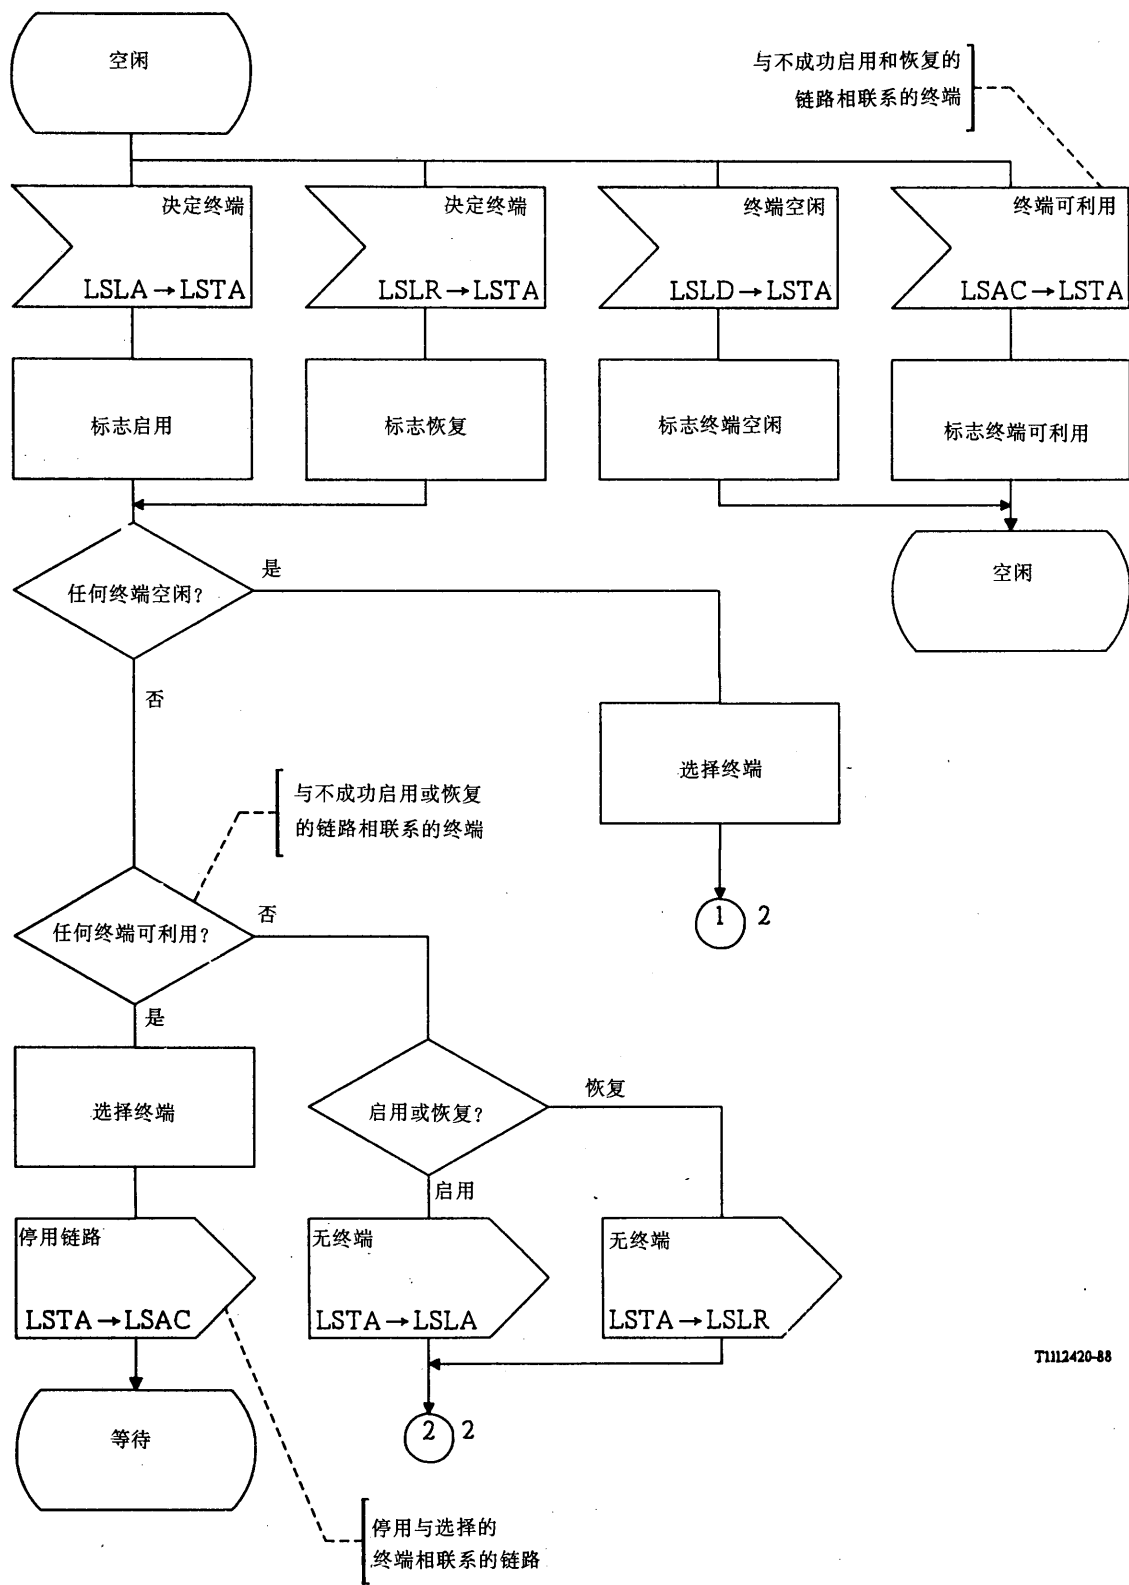 空闲
与不成功启用和恢复的
链路相联系的终端
决定终端
LSLA→LSTA
决定终端
LSLR→LSTA
终端空闲
LSLD→LSTA
终端可利用
LSAC→LSTA
标志启用
标志恢复
标志终端空闲
标志终端可利用
任何终端空闲？
是
空闲
否
选择终端
与不成功启用或恢复
的链路相联系的终端
1 2
任何终端可利用？
否
是
选择终端
启用或恢复？
恢复
启用
停用链路
LSTA→LSAC
无终端
LSTA→LSLA
无终端
LSTA→LSLR
T1112420-88
等待
2 2
停用与选择的
终端相联系的链路